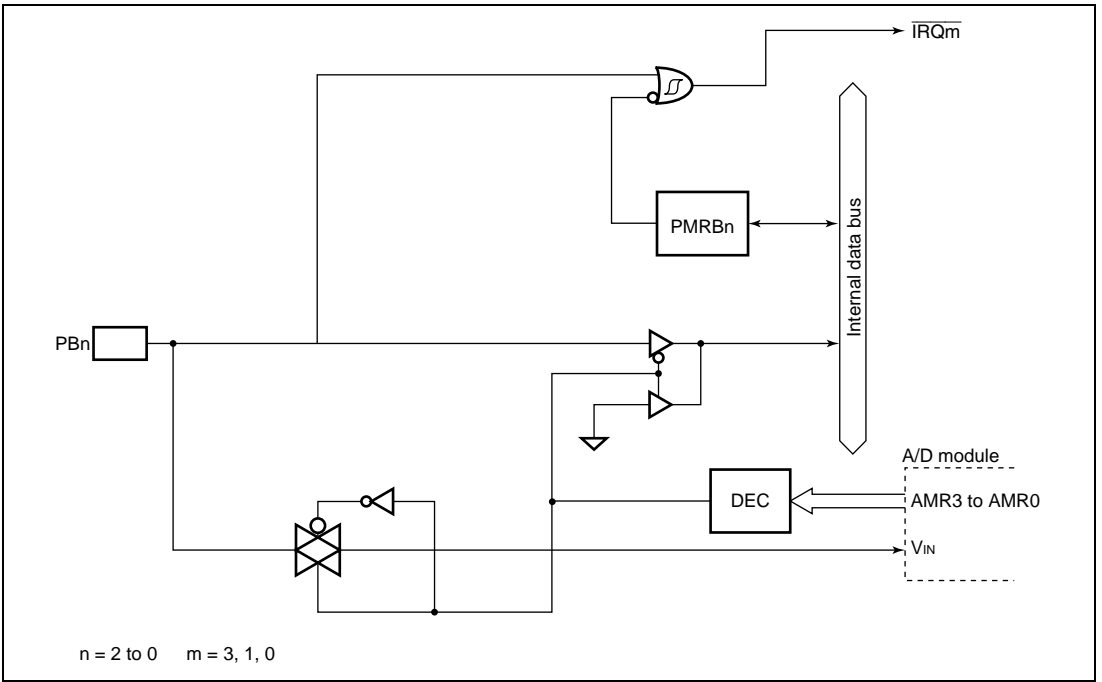 IRQm
PMRBn
Internal data bus
PBn
A/D module
DEC
AMR3 to AMR0
VIN
n = 2 to 0 m = 3, 1, 0